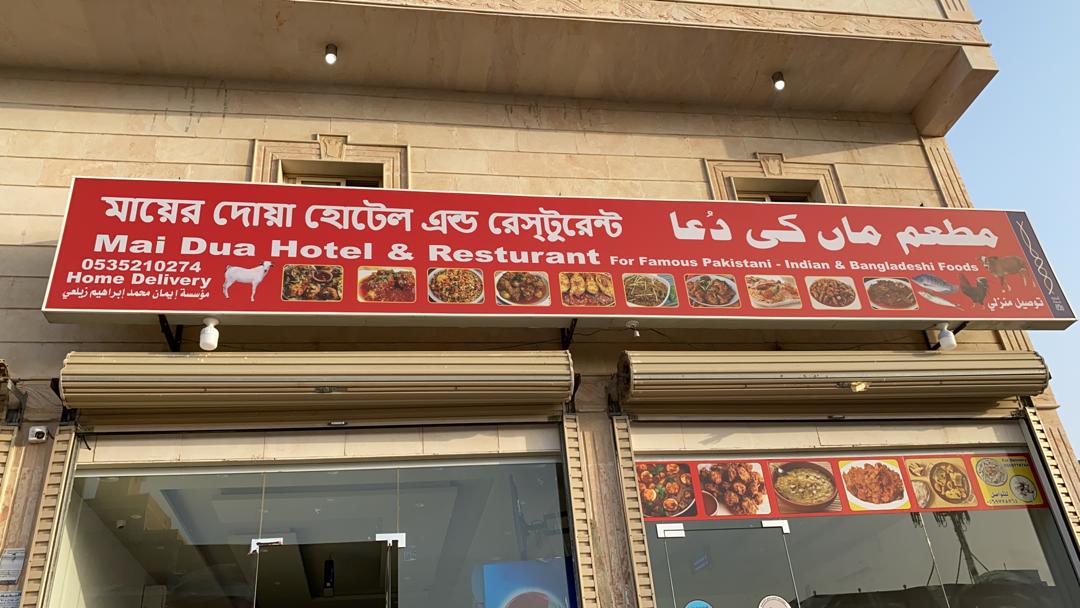 মায়ের দোয়া হোটেল এন্ড রেস্টুরেন্ট
مطعم ماں کی دُعا
Mai Dua Hotel & Resturant
For Famous Pakistani - Indian & Bangladeshi Foods
0535210274
Home Delivery
مؤسسة إيمان محمد إبراهيم زيلعي
توصيل منزلي